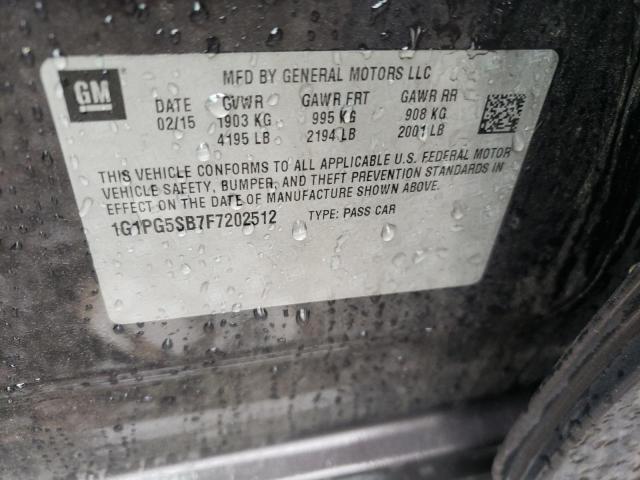 GM
MFD BY GENERAL MOTORS LLC
DATE GVWR GAWR FRT GAWR RR
02/15 1903 KG 995 KG 908 KG
4195 LB 2194 LB 2001 LB
THIS VEHICLE CONFORMS TO ALL APPLICABLE U.S. FEDERAL MOTOR
VEHICLE SAFETY, BUMPER, AND THEFT PREVENTION STANDARDS IN
EFFECT ON THE DATE OF MANUFACTURE SHOWN ABOVE.
1G1PG5SB7F7202512 TYPE: PASS CAR